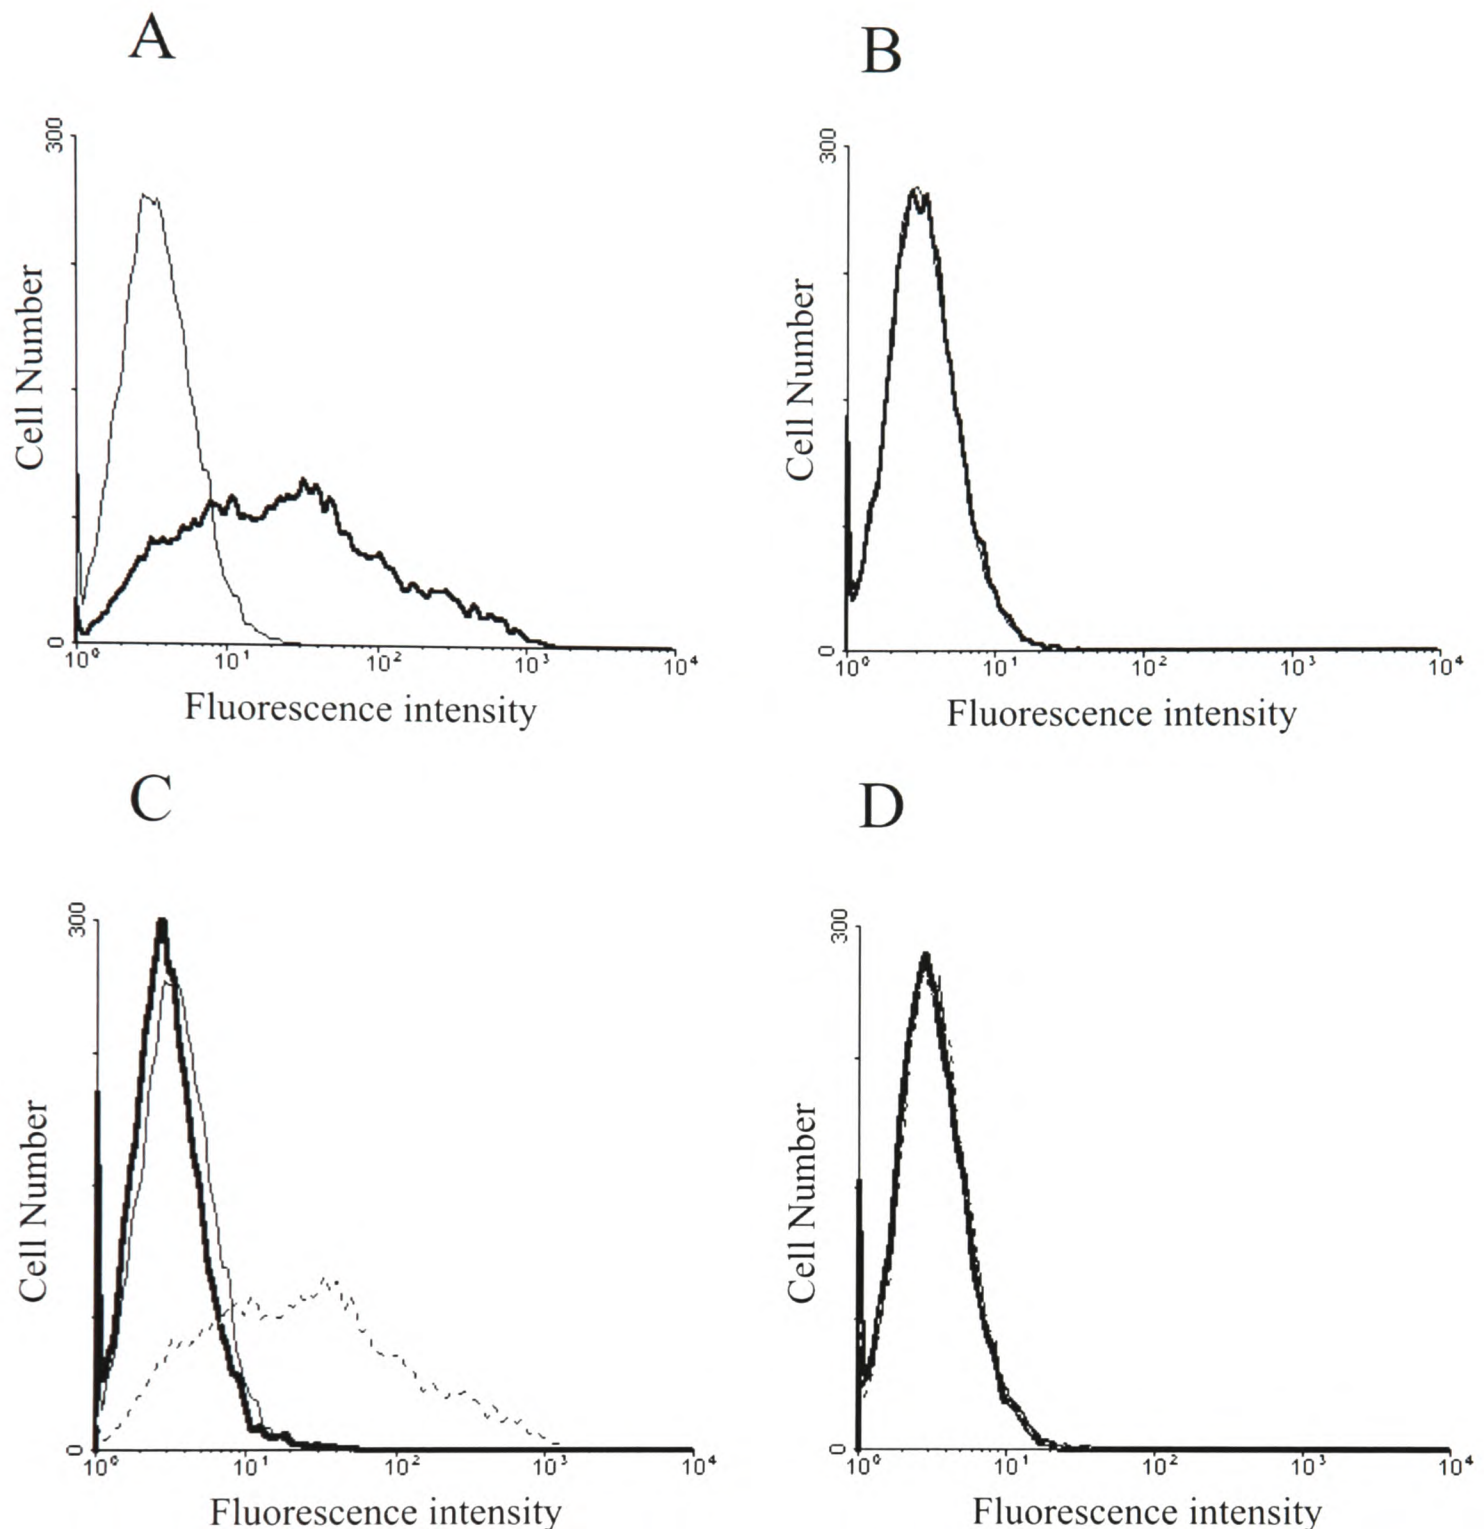 A
300
Cell Number
0
10⁰ 10¹ 10² 10³ 10⁴
Fluorescence intensity
B
300
Cell Number
0
10⁰ 10¹ 10² 10³ 10⁴
Fluorescence intensity
C
300
Cell Number
0
10⁰ 10¹ 10² 10³ 10⁴
Fluorescence intensity
D
300
Cell Number
0
10⁰ 10¹ 10² 10³ 10⁴
Fluorescence intensity